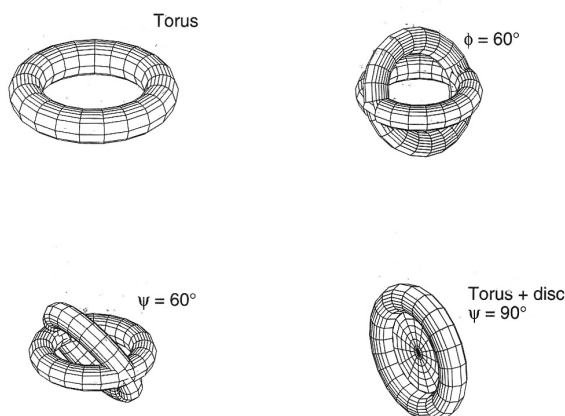 Torus
ϕ = 60°
ψ = 60°
Torus + disc
ψ = 90°